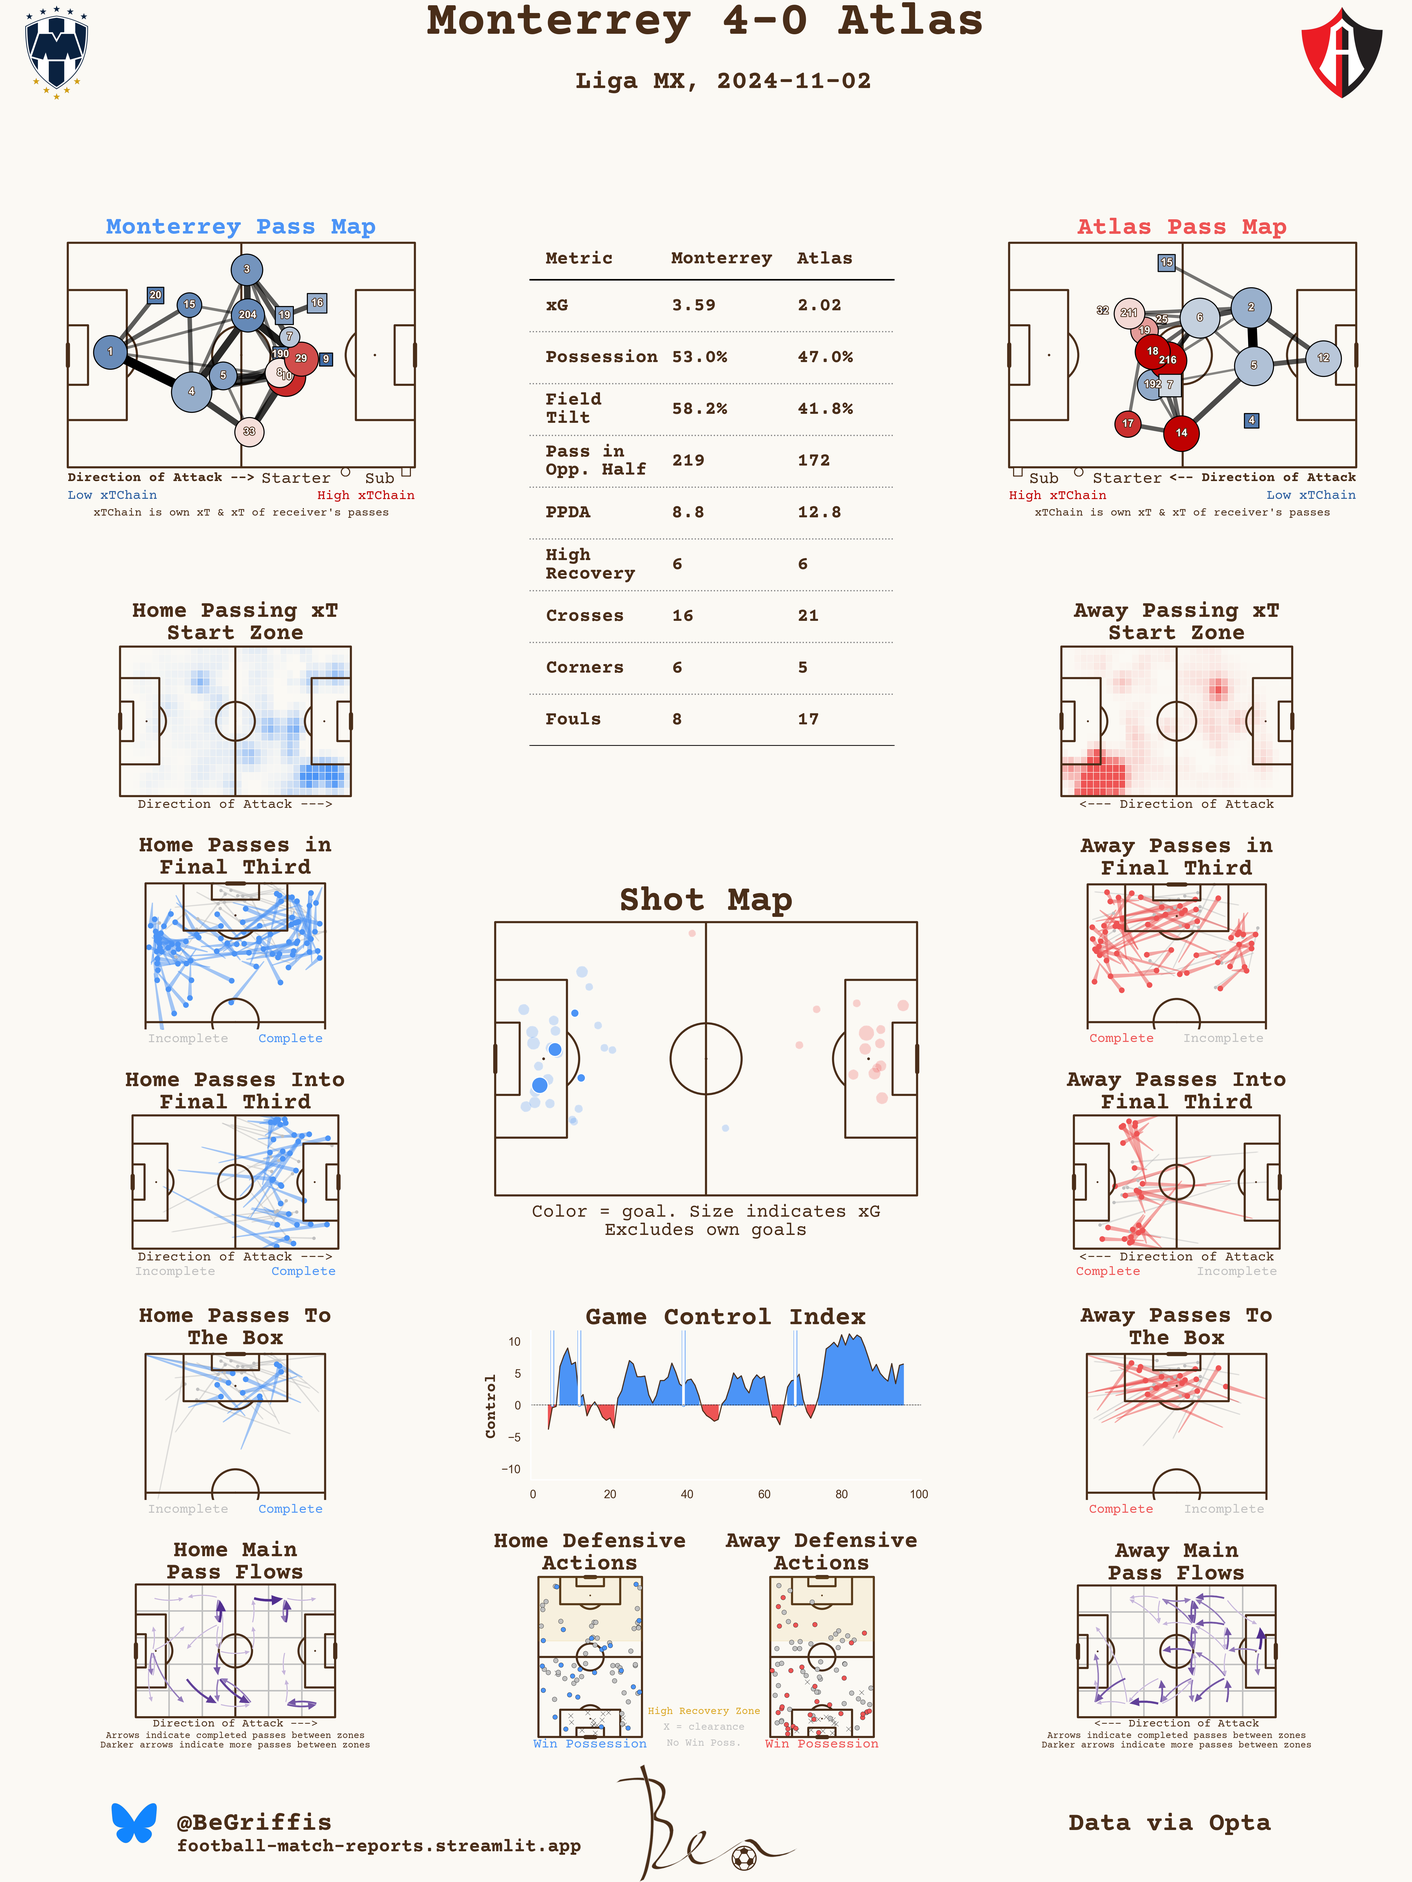 Monterrey 4-0 Atlas
Liga MX, 2024-11-02
Monterrey Pass Map
3
20
15
204
19
16
7
1
190
29
9
5
8
10
4
33
Direction of Attack --> Starter Sub
Low xTChain High xTChain
xTChain is own xT & xT of receiver's passes
Metric Monterrey Atlas
xG 3.59 2.02
Possession 53.0% 47.0%
Field
Tilt 58.2% 41.8%
Pass in
Opp. Half 219 172
PPDA 8.8 12.8
High
Recovery 6 6
Crosses 16 21
Corners 6 5
Fouls 8 17
Atlas Pass Map
15
32
211
25
6
2
19
18
216
5
12
192
7
17
14
4
Sub Starter <-- Direction of Attack
High xTChain Low xTChain
xTChain is own xT & xT of receiver's passes
Home Passing xT
Start Zone
Direction of Attack --->
Away Passing xT
Start Zone
<--- Direction of Attack
Home Passes in
Final Third
Incomplete Complete
Away Passes in
Final Third
Complete Incomplete
Shot Map
Color = goal. Size indicates xG
Excludes own goals
Home Passes Into
Final Third
Direction of Attack --->
Incomplete Complete
Away Passes Into
Final Third
<--- Direction of Attack
Complete Incomplete
Home Passes To
The Box
Incomplete Complete
Game Control Index
Control
10
5
0
−5
−10
0 20 40 60 80 100
Away Passes To
The Box
Complete Incomplete
Home Main
Pass Flows
Direction of Attack --->
Arrows indicate completed passes between zones
Darker arrows indicate more passes between zones
Home Defensive
Actions
Win Possession
High Recovery Zone
X = clearance
No Win Poss.
Away Defensive
Actions
Win Possession
Away Main
Pass Flows
<--- Direction of Attack
Arrows indicate completed passes between zones
Darker arrows indicate more passes between zones
@BeGriffis
football-match-reports.streamlit.app
Ben
Data via Opta